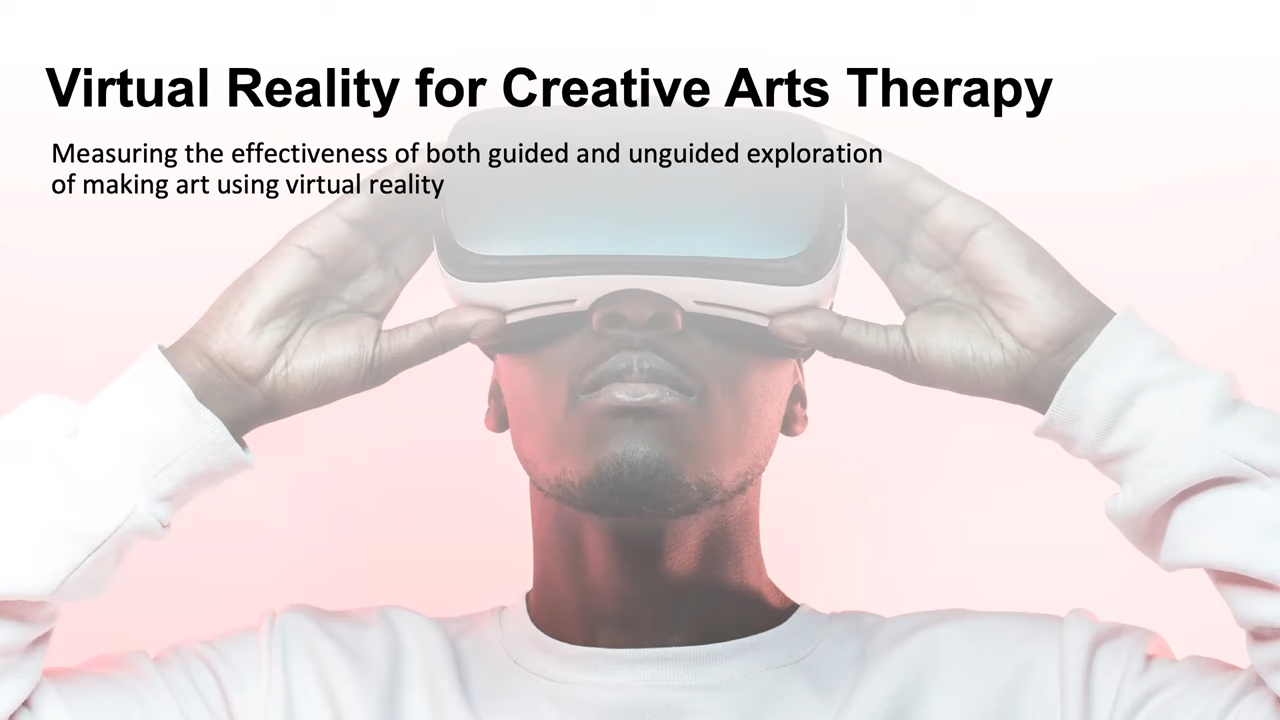 Virtual Reality for Creative Arts Therapy
Measuring the effectiveness of both guided and unguided exploration
of making art using virtual reality